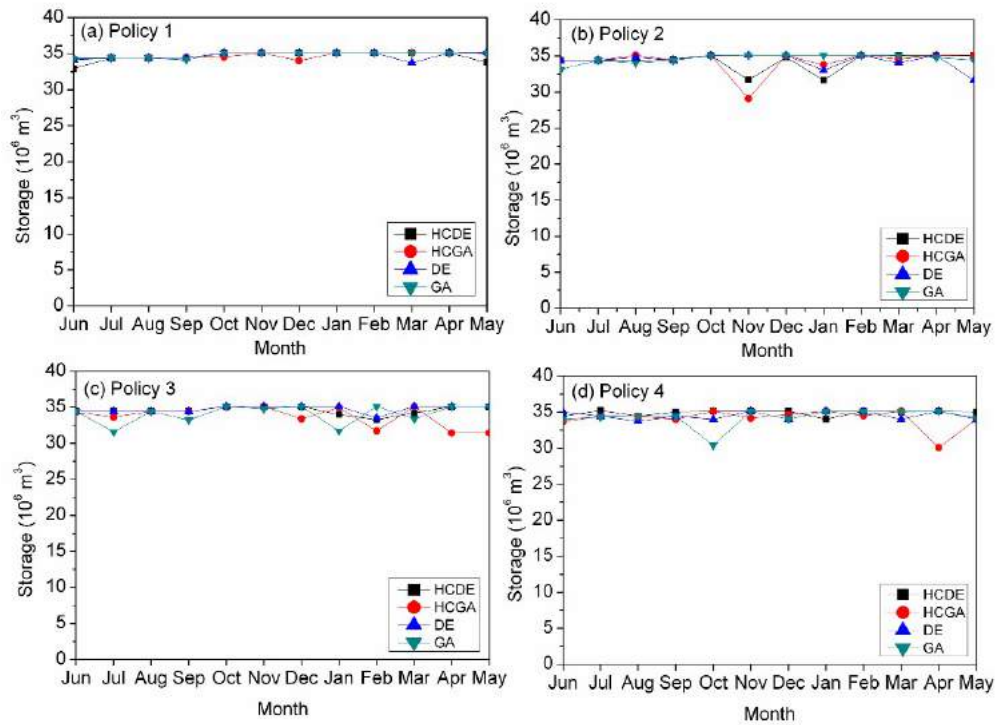 (a) Policy 1
40
35
30
25
20
15
10
5
0
Storage (10⁶ m³)
HCDE
HCGA
DE
GA
Jun Jul Aug Sep Oct Nov Dec Jan Feb Mar Apr May
Month
(b) Policy 2
40
35
30
25
20
15
10
5
0
Storage (10⁶ m³)
HCDE
HCGA
DE
GA
Jun Jul Aug Sep Oct Nov Dec Jan Feb Mar Apr May
Month
(c) Policy 3
40
35
30
25
20
15
10
5
0
Storage (10⁶ m³)
HCDE
HCGA
DE
GA
Jun Jul Aug Sep Oct Nov Dec Jan Feb Mar Apr May
Month
(d) Policy 4
40
35
30
25
20
15
10
5
0
Storage (10⁶ m³)
HCDE
HCGA
DE
GA
Jun Jul Aug Sep Oct Nov Dec Jan Feb Mar Apr May
Month